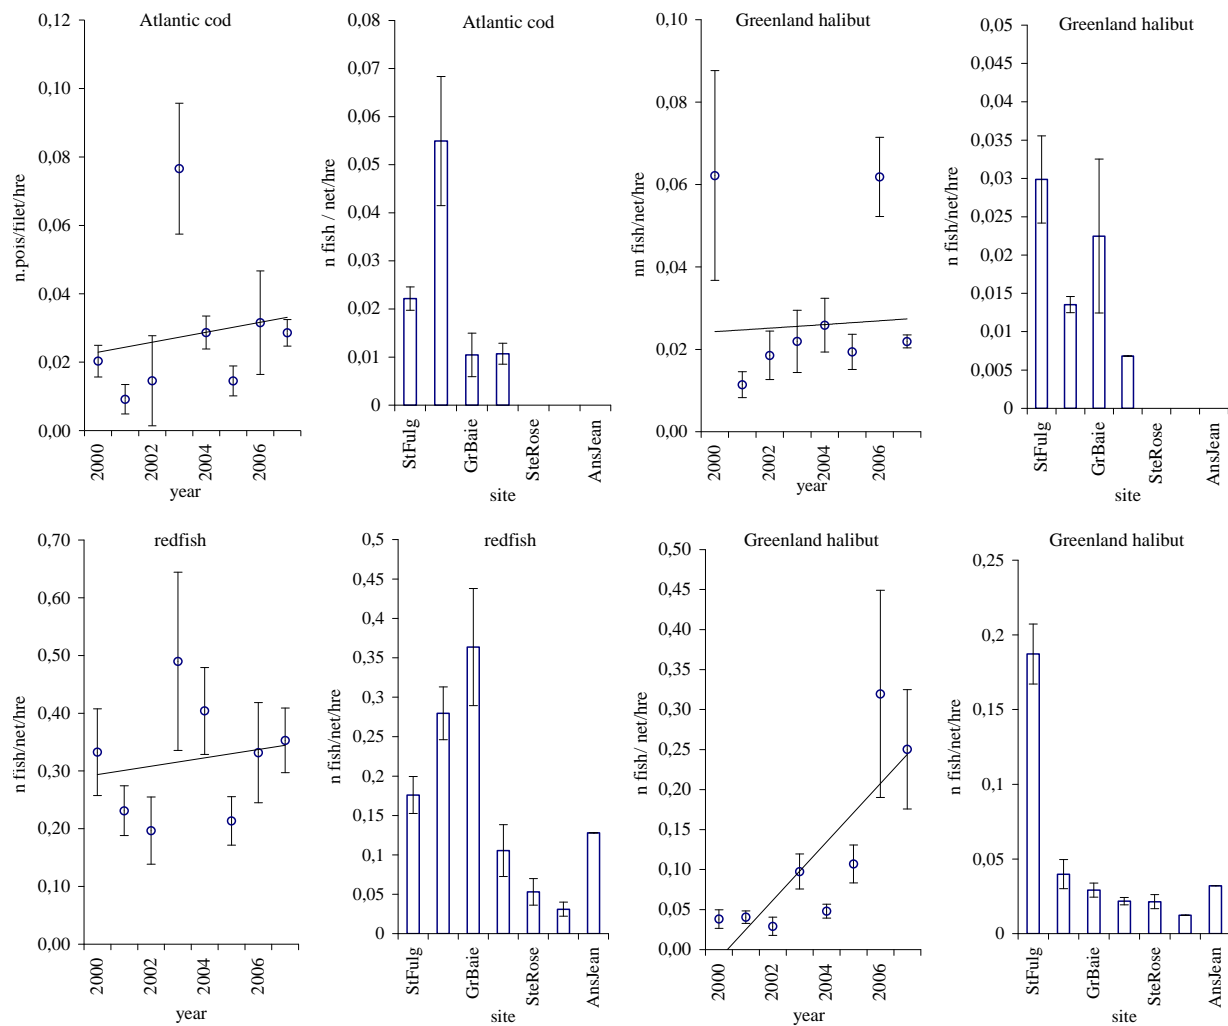 Atlantic cod
0,12
0,10
0,08
0,06
0,04
0,02
0,00
n.pois/filet/hre
2000
2002
2004
2006
year
Atlantic cod
0,08
0,07
0,06
0,05
0,04
0,03
0,02
0,01
0
n fish / net/hre
StFulg
GrBaie
SteRose
AnsJean
site
Greenland halibut
0,10
0,08
0,06
0,04
0,02
0,00
nn fish/net/hre
2000
2002
2004
2006
year
Greenland halibut
0,05
0,045
0,04
0,035
0,03
0,025
0,02
0,015
0,01
0,005
0
n fish/net/hre
StFulg
GrBaie
SteRose
AnsJean
site
redfish
0,70
0,60
0,50
0,40
0,30
0,20
0,10
0,00
n fish/net/hre
2000
2002
2004
2006
year
redfish
0,5
0,45
0,4
0,35
0,3
0,25
0,2
0,15
0,1
0,05
0
n fish/net/hre
StFulg
GrBaie
SteRose
AnsJean
site
Greenland halibut
0,50
0,45
0,40
0,35
0,30
0,25
0,20
0,15
0,10
0,05
0,00
n fish/ net/hre
2000
2002
2004
2006
year
Greenland halibut
0,25
0,2
0,15
0,1
0,05
0
n fish/net/hre
StFulg
GrBaie
SteRose
AnsJean
site